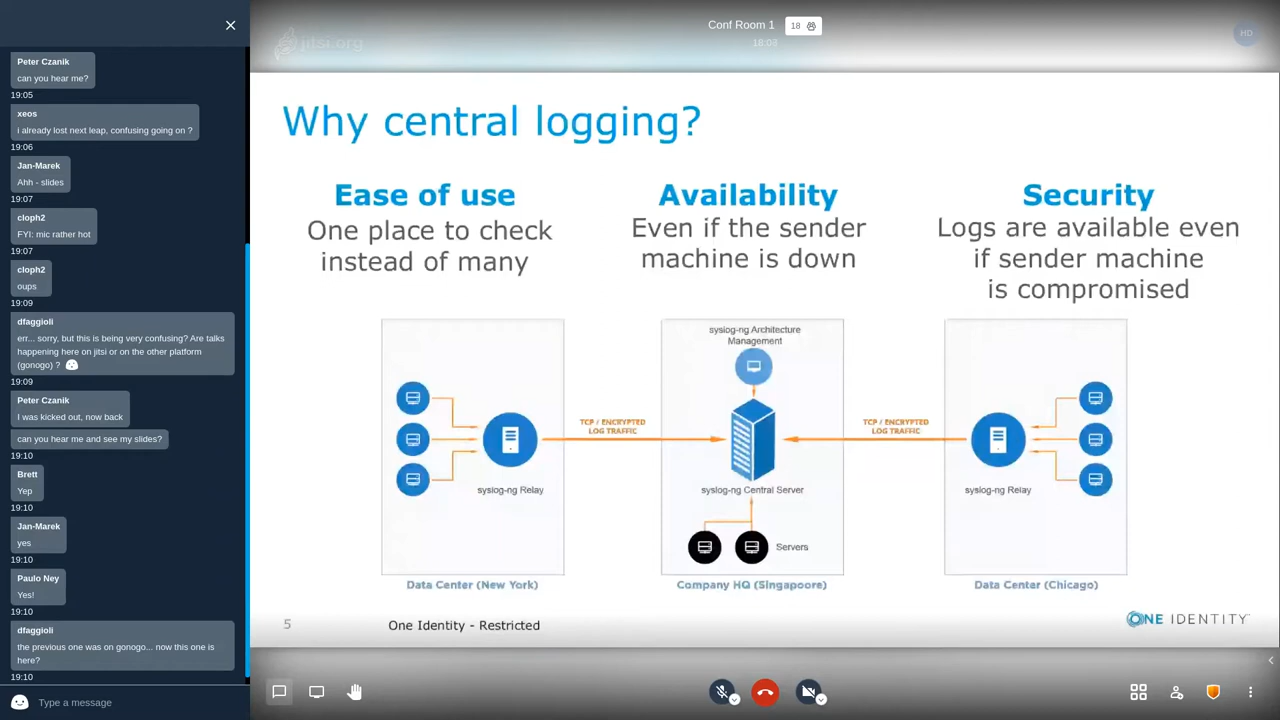 Peter Czanik
can you hear me?
19:05
xeos
i already lost next leap, confusing going on ?
19:06
Jan-Marek
Ahh - slides
19:07
cloph2
FYI: mic rather hot
19:07
cloph2
oups
19:09
dfaggioli
err... sorry, but this is being very confusing? Are talks
happening here on jitsi or on the other platform
(gonogo) ?
19:09
Peter Czanik
I was kicked out, now back
can you hear me and see my slides?
19:10
Brett
Yep
19:10
Jan-Marek
yes
19:10
Paulo Ney
Yes!
19:10
dfaggioli
the previous one was on gonogo... now this one is
here?
19:10
Type a message
jitsi.org
Conf Room 1
18
18:08
HD
Why central logging?
Ease of use
One place to check
instead of many
Availability
Even if the sender
machine is down
Security
Logs are available even
if sender machine
is compromised
syslog-ng Relay
Data Center (New York)
TCP / ENCRYPTED
LOG TRAFFIC
syslog-ng Architecture
Management
syslog-ng Central Server
Servers
Company HQ (Singapoore)
TCP / ENCRYPTED
LOG TRAFFIC
syslog-ng Relay
Data Center (Chicago)
5
One Identity - Restricted
ONE IDENTITY